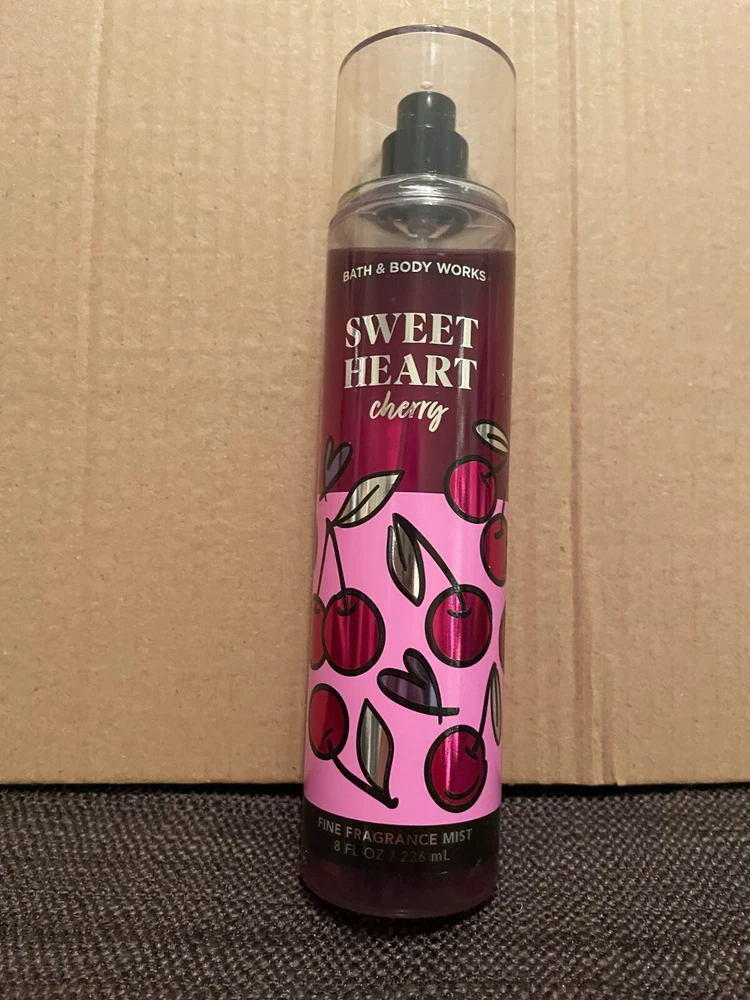 BATH & BODY WORKS
SWEET
HEART
cherry
FINE FRAGRANCE MIST
8 FL OZ / 236 mL